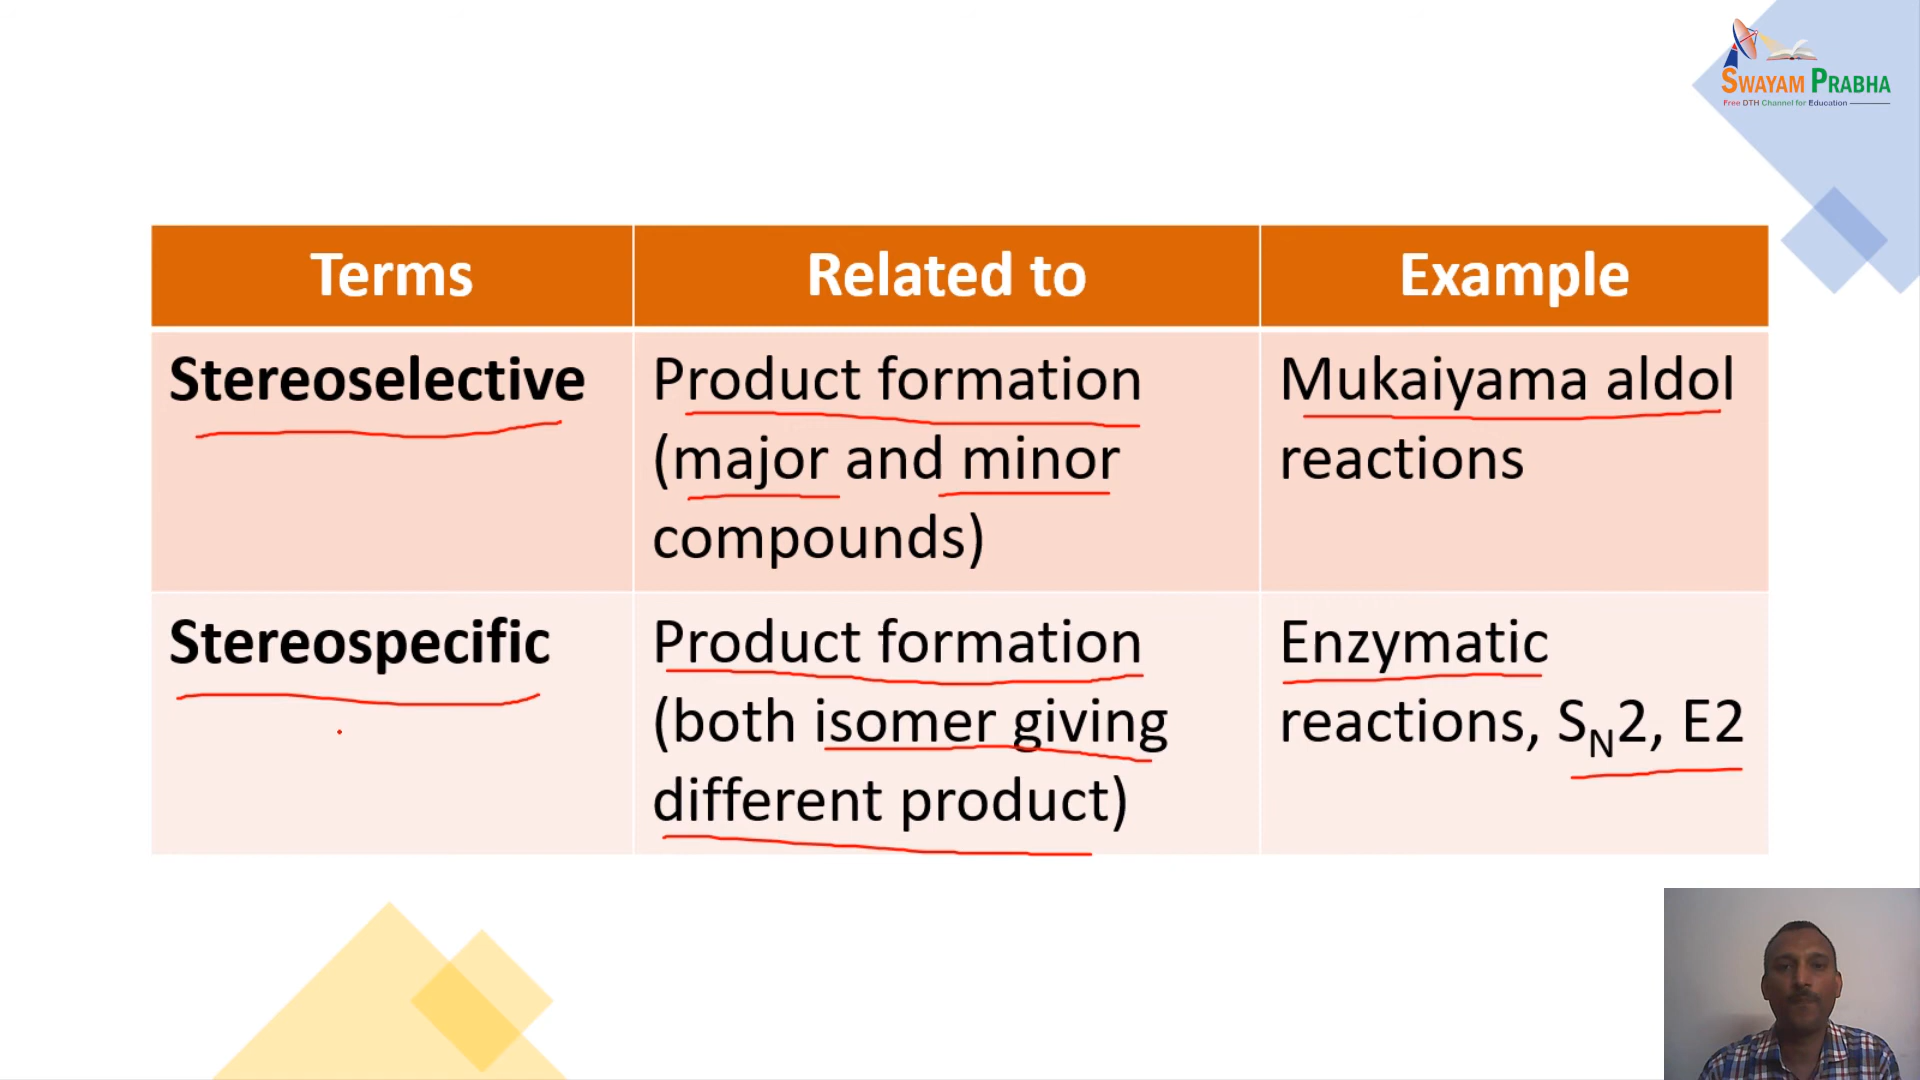 SWAYAM PRABHA
Free DTH Channel for Education
Terms
Related to
Example
Stereoselective
Product formation
(major and minor
compounds)
Mukaiyama aldol
reactions
Stereospecific
Product formation
(both isomer giving
different product)
Enzymatic
reactions, SN2, E2